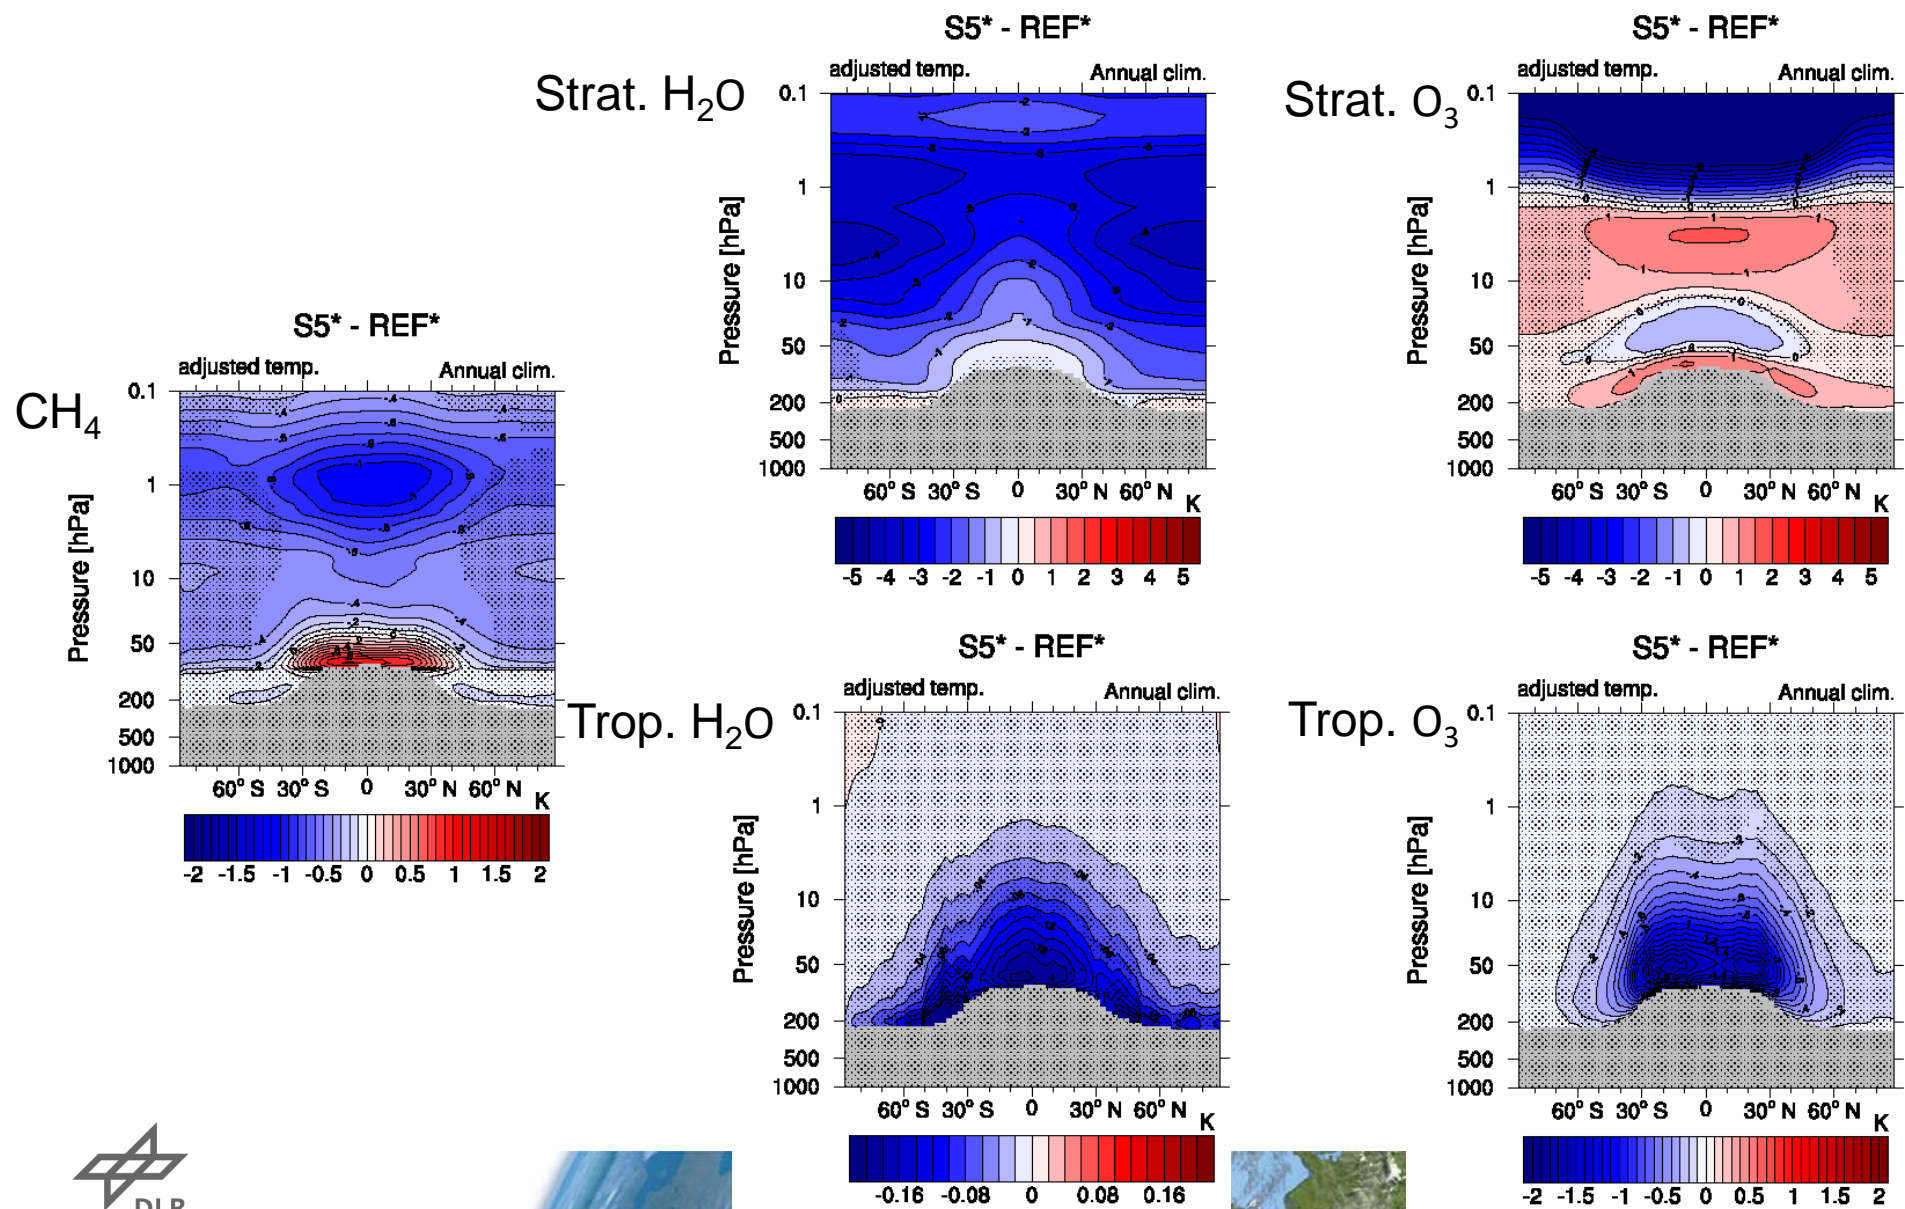 CH4
S5* - REF*
adjusted temp. Annual clim.
Pressure [hPa]
0.1
1
10
50
200
500
1000
60° S 30° S 0 30° N 60° N
K
-2 -1.5 -1 -0.5 0 0.5 1 1.5 2
Strat. H2O
S5* - REF*
adjusted temp. Annual clim.
Pressure [hPa]
0.1
1
10
50
200
500
1000
60° S 30° S 0 30° N 60° N
K
-5 -4 -3 -2 -1 0 1 2 3 4 5
Strat. O3
S5* - REF*
adjusted temp. Annual clim.
Pressure [hPa]
0.1
1
10
50
200
500
1000
60° S 30° S 0 30° N 60° N
K
-5 -4 -3 -2 -1 0 1 2 3 4 5
Trop. H2O
S5* - REF*
adjusted temp. Annual clim.
Pressure [hPa]
0.1
1
10
50
200
500
1000
60° S 30° S 0 30° N 60° N
K
-0.16 -0.08 0 0.08 0.16
Trop. O3
S5* - REF*
adjusted temp. Annual clim.
Pressure [hPa]
0.1
1
10
50
200
500
1000
60° S 30° S 0 30° N 60° N
K
-2 -1.5 -1 -0.5 0 0.5 1 1.5 2
DLR